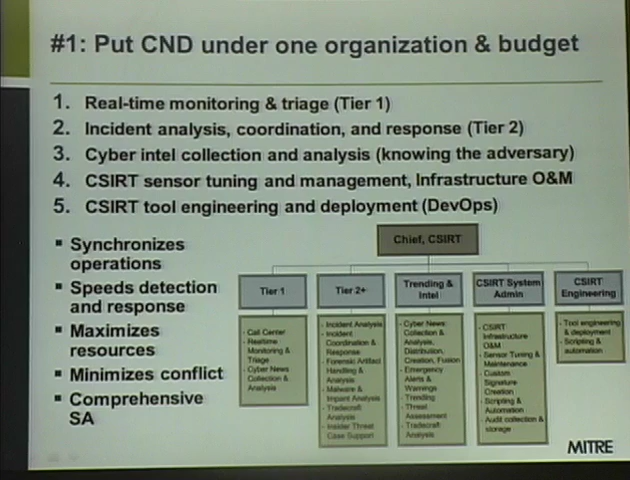 #1: Put CND under one organization & budget
1. Real-time monitoring & triage (Tier 1)
2. Incident analysis, coordination, and response (Tier 2)
3. Cyber intel collection and analysis (knowing the adversary)
4. CSIRT sensor tuning and management, Infrastructure O&M
5. CSIRT tool engineering and deployment (DevOps)
▪ Synchronizes
operations
▪ Speeds detection
and response
▪ Maximizes
resources
▪ Minimizes conflict
▪ Comprehensive
SA
Chief, CSIRT
Tier 1
- Call Center
- Realtime
Monitoring &
Triage
- Cyber News
Collection &
Analysis
Tier 2+
- Incident Analysis
- Incident
Coordination &
Response
- Forensic Artifact
Handling &
Analysis
- Malware &
Implant Analysis
- Tradecraft
Analysis
- Insider Threat
Case Support
Trending &
Intel
- Cyber News
Collection &
Analysis,
Distribution,
Creation, Fusion
- Emergency
Alerts &
Warnings
- Trending
- Threat
Assessment
- Tradecraft
Analysis
CSIRT System
Admin
- CSIRT
Infrastructure
O&M
- Sensor Tuning &
Maintenance
- Custom
Signature
Creation
- Scripting &
Automation
- Audit collection &
storage
CSIRT
Engineering
- Tool engineering
& deployment
- Scripting &
automation
MITRE